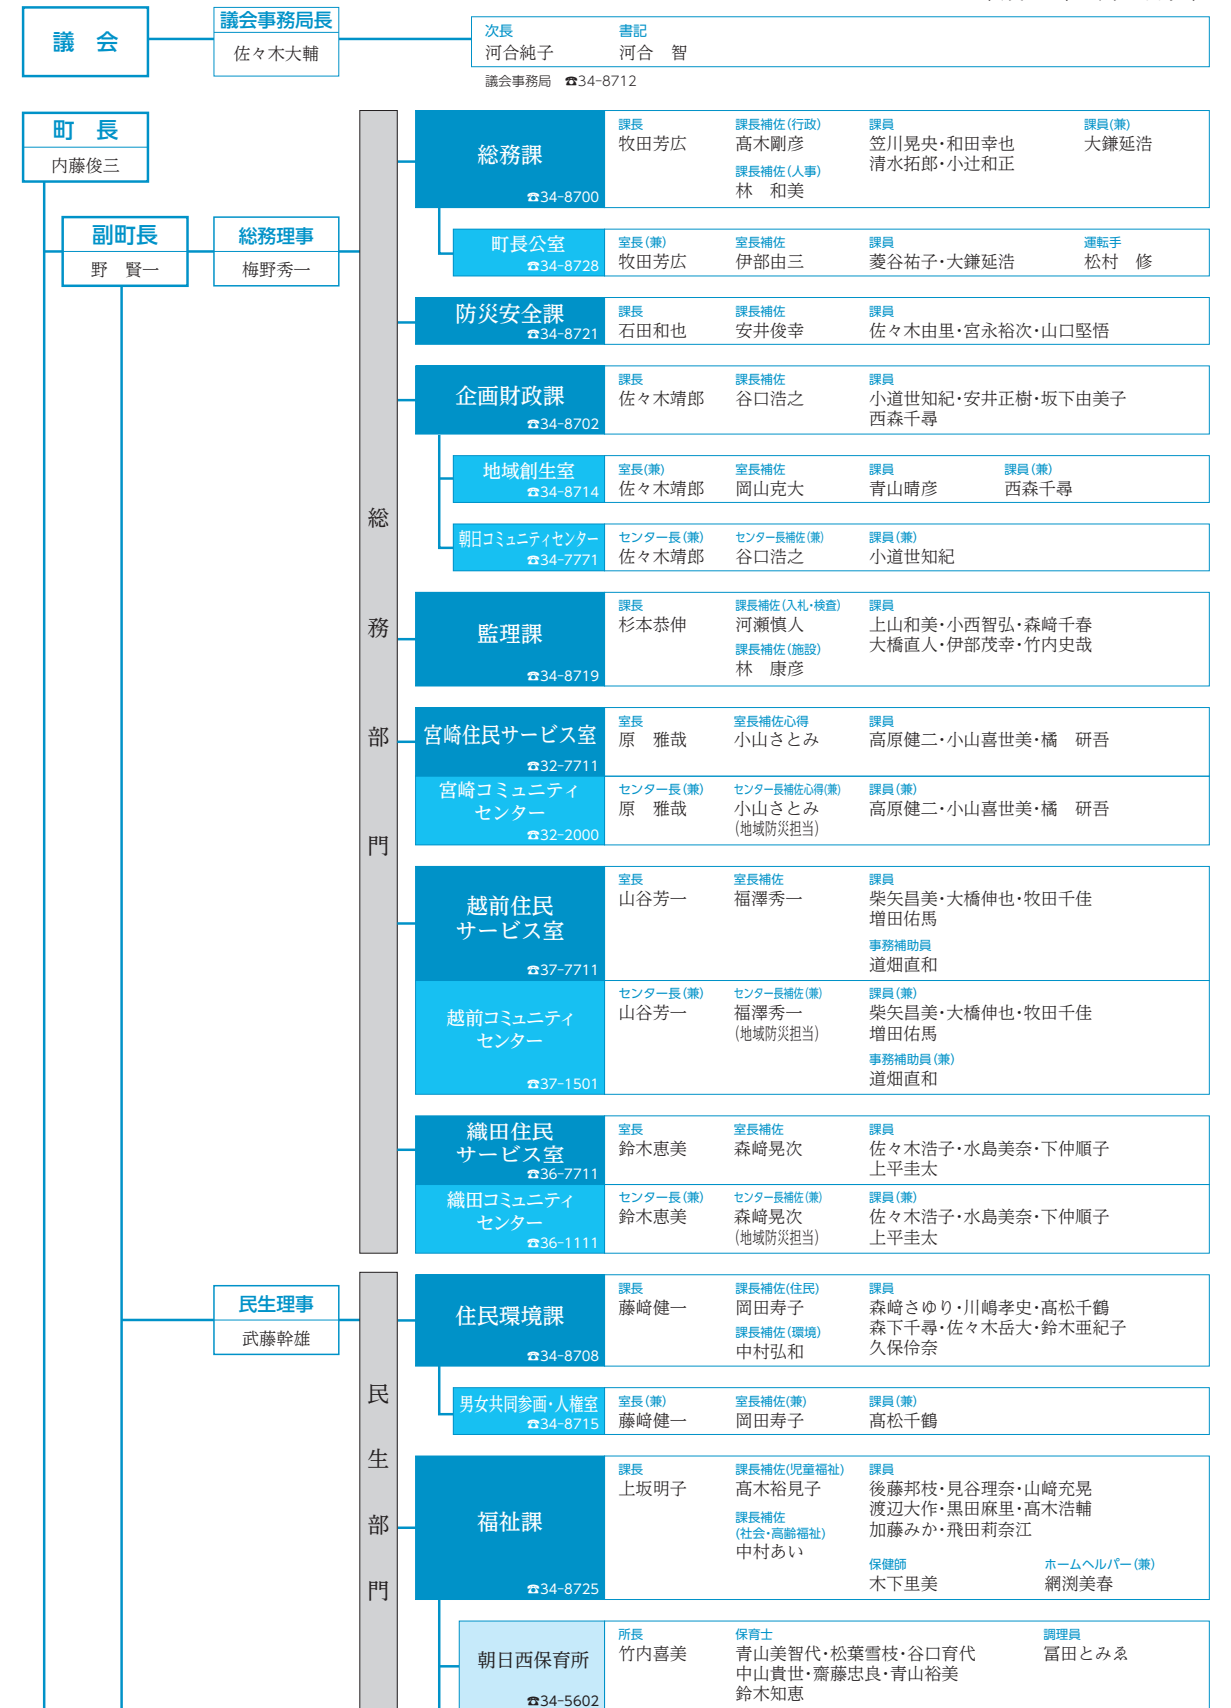 議会
議会事務局長
佐々木大輔
次長 書記
河合純子 河合 智
議会事務局 ☎34-8712
町長
内藤俊三
副町長
野 賢一
総務理事
梅野秀一
総務部門
総務課
☎34-8700
課長 課長補佐(行政) 課員 課員(兼)
牧田芳広 髙木剛彦 笠川晃央・和田幸也 大鎌延浩
清水拓郎・小辻和正
課長補佐(人事)
林 和美
町長公室
☎34-8728
室長(兼) 室長補佐 課員 運転手
牧田芳広 伊部由三 菱谷祐子・大鎌延浩 松村 修
防災安全課
☎34-8721
課長 課長補佐 課員
石田和也 安井俊幸 佐々木由里・宮永裕次・山口堅悟
企画財政課
☎34-8702
課長 課長補佐 課員
佐々木靖郎 谷口浩之 小道世知紀・安井正樹・坂下由美子
西森千尋
地域創生室
☎34-8714
室長(兼) 室長補佐 課員 課員(兼)
佐々木靖郎 岡山克大 青山晴彦 西森千尋
朝日コミュニティセンター
☎34-7771
センター長(兼) センター長補佐(兼) 課員(兼)
佐々木靖郎 谷口浩之 小道世知紀
監理課
☎34-8719
課長 課長補佐(入札・検査) 課員
杉本恭伸 河瀬慎人 上山和美・小西智弘・森﨑千春
大橋直人・伊部茂幸・竹内史哉
課長補佐(施設)
林 康彦
宮崎住民サービス室
☎32-7711
室長 室長補佐心得 課員
原 雅哉 小山さとみ 高原健二・小山喜世美・橘 研吾
宮崎コミュニティ
センター
☎32-2000
センター長(兼) センター長補佐心得(兼) 課員(兼)
原 雅哉 小山さとみ 高原健二・小山喜世美・橘 研吾
(地域防災担当)
越前住民
サービス室
☎37-7711
室長 室長補佐 課員
山谷芳一 福澤秀一 柴矢昌美・大橋伸也・牧田千佳
増田佑馬
事務補助員
道畑直和
越前コミュニティ
センター
☎37-1501
センター長(兼) センター長補佐(兼) 課員(兼)
山谷芳一 福澤秀一 柴矢昌美・大橋伸也・牧田千佳
(地域防災担当) 増田佑馬
事務補助員(兼)
道畑直和
織田住民
サービス室
☎36-7711
室長 室長補佐 課員
鈴木恵美 森﨑晃次 佐々木浩子・水島美奈・下仲順子
上平圭太
織田コミュニティ
センター
☎36-1111
センター長(兼) センター長補佐(兼) 課員(兼)
鈴木恵美 森﨑晃次 佐々木浩子・水島美奈・下仲順子
(地域防災担当) 上平圭太
民生理事
武藤幹雄
民生部門
住民環境課
☎34-8708
課長 課長補佐(住民) 課員
藤﨑健一 岡田寿子 森﨑さゆり・川嶋孝史・髙松千鶴
森下千尋・佐々木岳大・鈴木亜紀子
課長補佐(環境)
中村弘和 久保伶奈
男女共同参画・人権室
☎34-8715
室長(兼) 室長補佐(兼) 課員(兼)
藤﨑健一 岡田寿子 髙松千鶴
福祉課
☎34-8725
課長 課長補佐(児童福祉) 課員
上坂明子 髙木裕見子 後藤邦枝・見谷理奈・山﨑充晃
渡辺大作・黒田麻里・髙木浩輔
加藤みか・飛田莉奈江
課長補佐
(社会・高齢福祉)
中村あい
保健師 ホームヘルパー(兼)
木下里美 網渕美春
朝日西保育所
☎34-5602
所長 保育士 調理員
竹内喜美 青山美智代・松葉雪枝・谷口育代 冨田とみゑ
中山貴世・齋藤忠良・青山裕美
鈴木知恵